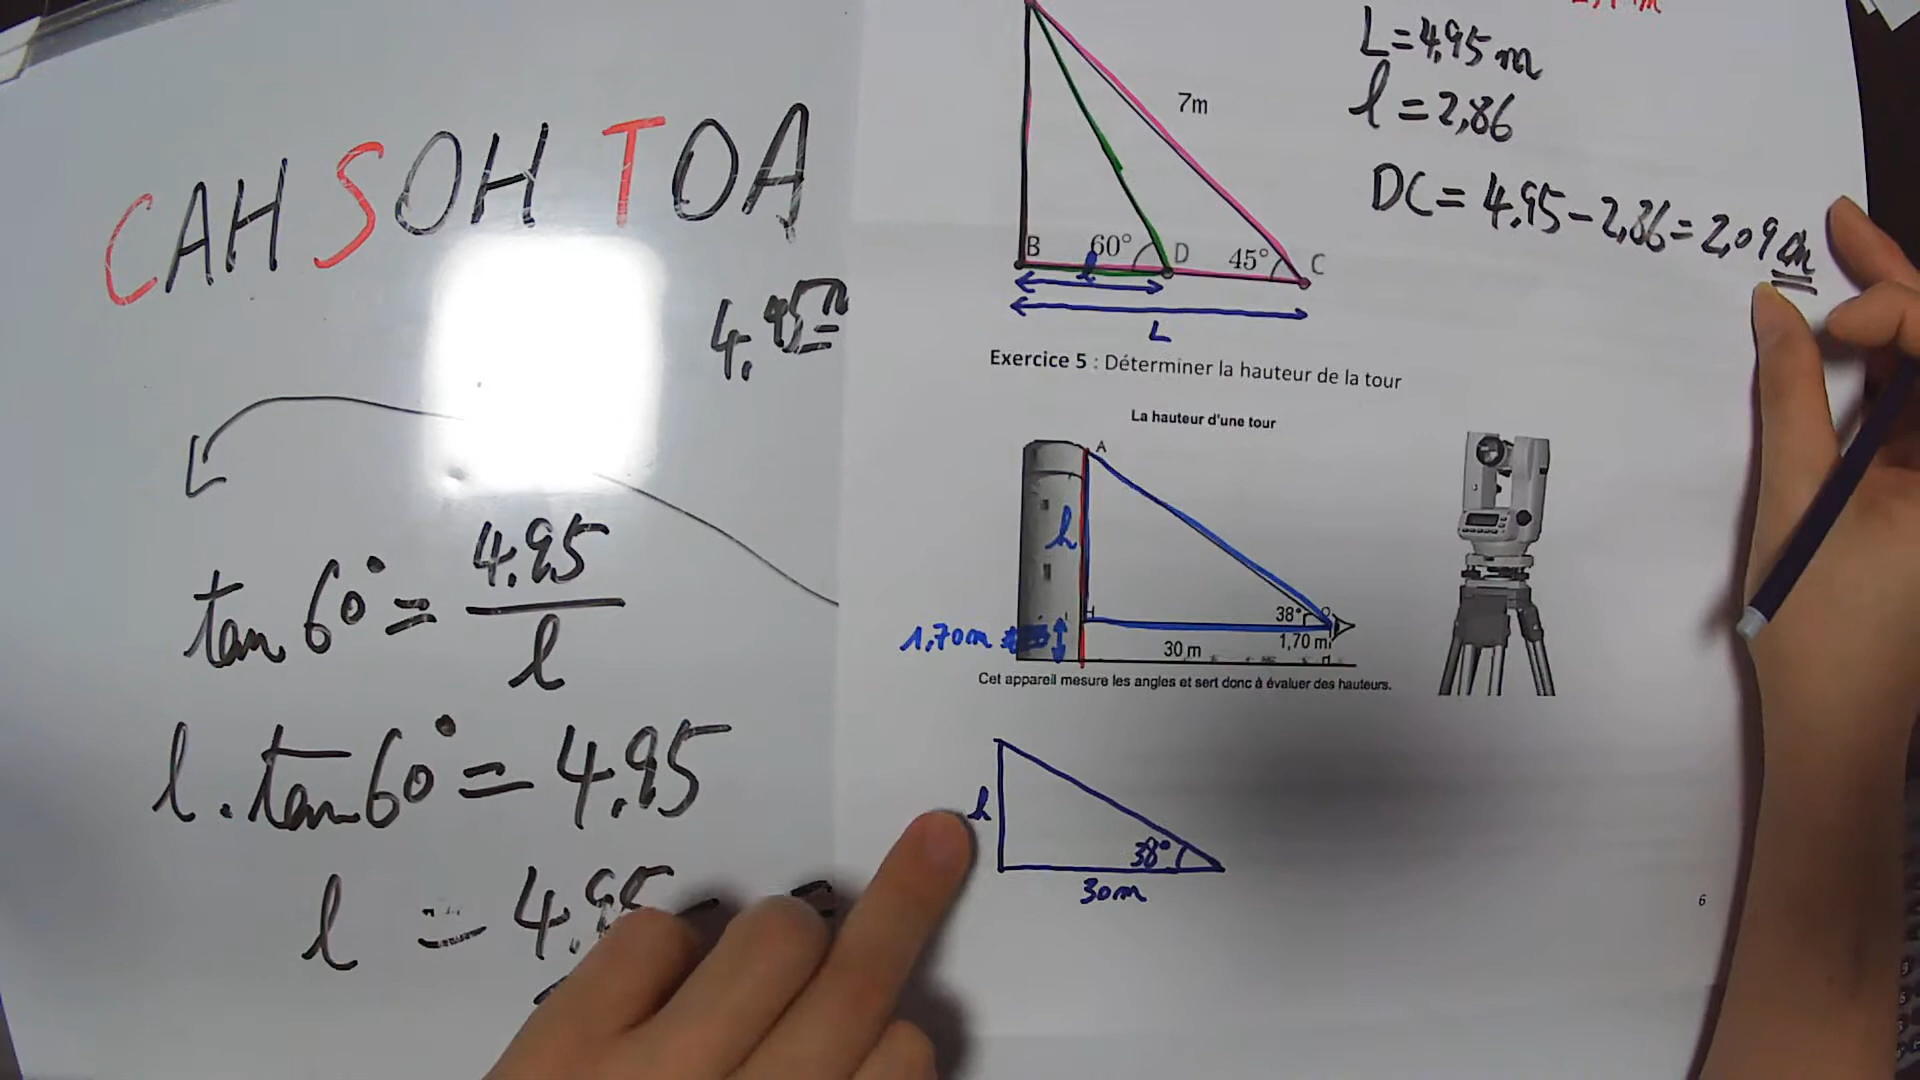 CAH SOH TOA
4.95m
tan 60° = 4.95 / l
l . tan 60° = 4.95
l = 4.95
7m
B 60° D 45° C
l
L
L = 4,95 m
l = 2,86
DC = 4,95 - 2,86 = 2,09 cm
Exercice 5 : Déterminer la hauteur de la tour
La hauteur d'une tour
A
h
H 38° O
1,70m
30 m 1,70 m
Cet appareil mesure les angles et sert donc à évaluer des hauteurs.
h
38°
30m
6